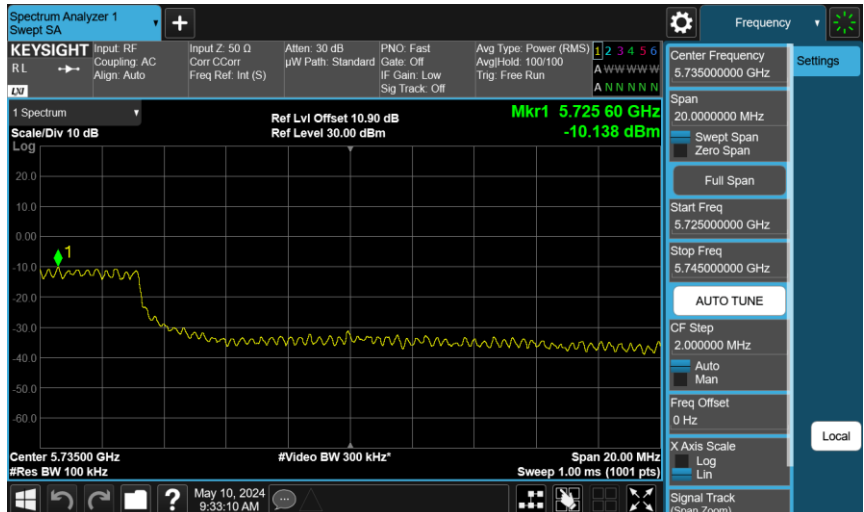 Spectrum Analyzer 1
Swept SA
+
Frequency
KEYSIGHT
R L
LXI
Input: RF
Coupling: AC
Align: Auto
Input Z: 50 Ω
Corr CCorr
Freq Ref: Int (S)
Atten: 30 dB
µW Path: Standard
PNO: Fast
Gate: Off
IF Gain: Low
Sig Track: Off
Avg Type: Power (RMS)
Avg|Hold: 100/100
Trig: Free Run
1 2 3 4 5 6
A W W W W W
A N N N N N
1 Spectrum
Scale/Div 10 dB
Log
Ref Lvl Offset 10.90 dB
Ref Level 30.00 dBm
Mkr1 5.725 60 GHz
-10.138 dBm
20.0
10.0
0.00
-10.0
-20.0
-30.0
-40.0
-50.0
-60.0
1
Center 5.73500 GHz
#Res BW 100 kHz
#Video BW 300 kHz*
Span 20.00 MHz
Sweep 1.00 ms (1001 pts)
Center Frequency
5.735000000 GHz
Span
20.0000000 MHz
Swept Span
Zero Span
Full Span
Start Freq
5.725000000 GHz
Stop Freq
5.745000000 GHz
AUTO TUNE
CF Step
2.000000 MHz
Auto
Man
Freq Offset
0 Hz
X Axis Scale
Log
Lin
Signal Track
(Span Zoom)
Settings
Local
?
May 10, 2024
9:33:10 AM